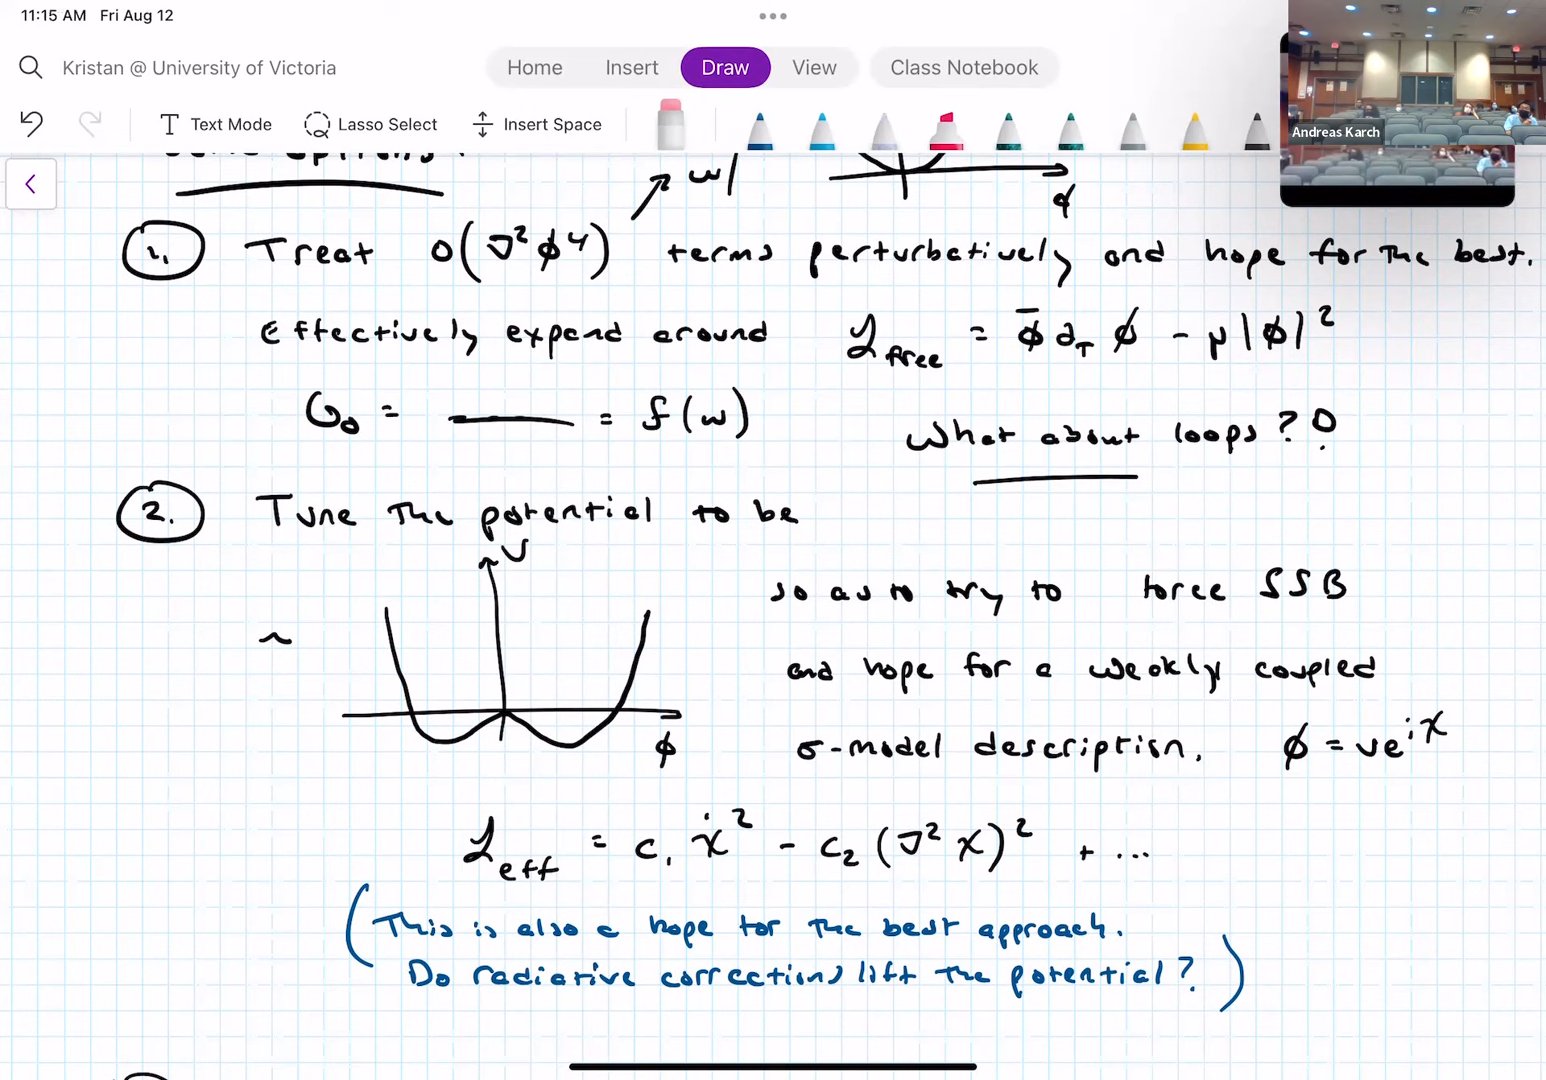 11:15 AM Fri Aug 12
Kristan @ University of Victoria
Home Insert Draw View Class Notebook
Text Mode Lasso Select Insert Space
Andreas Karch
w/
ϕ
1. Treat O(∇²ϕ⁴) terms perturbatively and hope for the best.
Effectively expand around ℒ_free = ϕ̄∂_τϕ - μ|ϕ|²
G₀ = ___ = f(ω)
What about loops?!
2. Tune the potential to be
V
so as to try to force SSB
~
and hope for a weakly coupled
ϕ
σ-model description. ϕ = ve^{iχ}
ℒ_eff = c₁ χ̇² - c₂ (∇²χ)² + ...
(This is also a hope for the best approach.
Do radiative corrections lift the potential?)